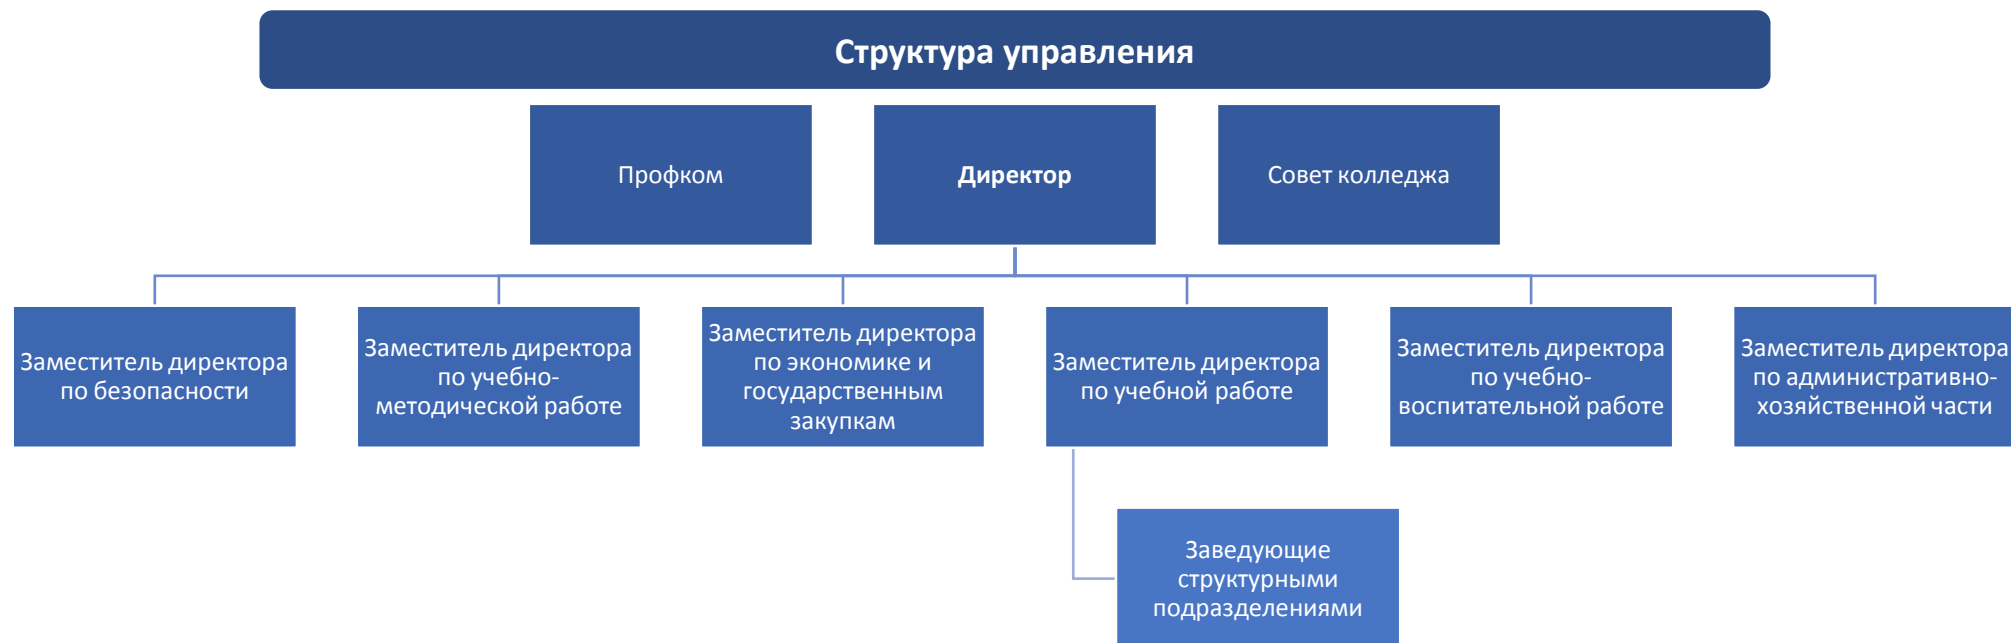 Структура управления
Профком
Директор
Совет колледжа
Заместитель директора
по безопасности
Заместитель директора
по учебно-
методической работе
Заместитель директора
по экономике и
государственным
закупкам
Заместитель директора
по учебной работе
Заместитель директора
по учебно-
воспитательной работе
Заместитель директора
по административно-
хозяйственной части
Заведующие
структурными
подразделениями